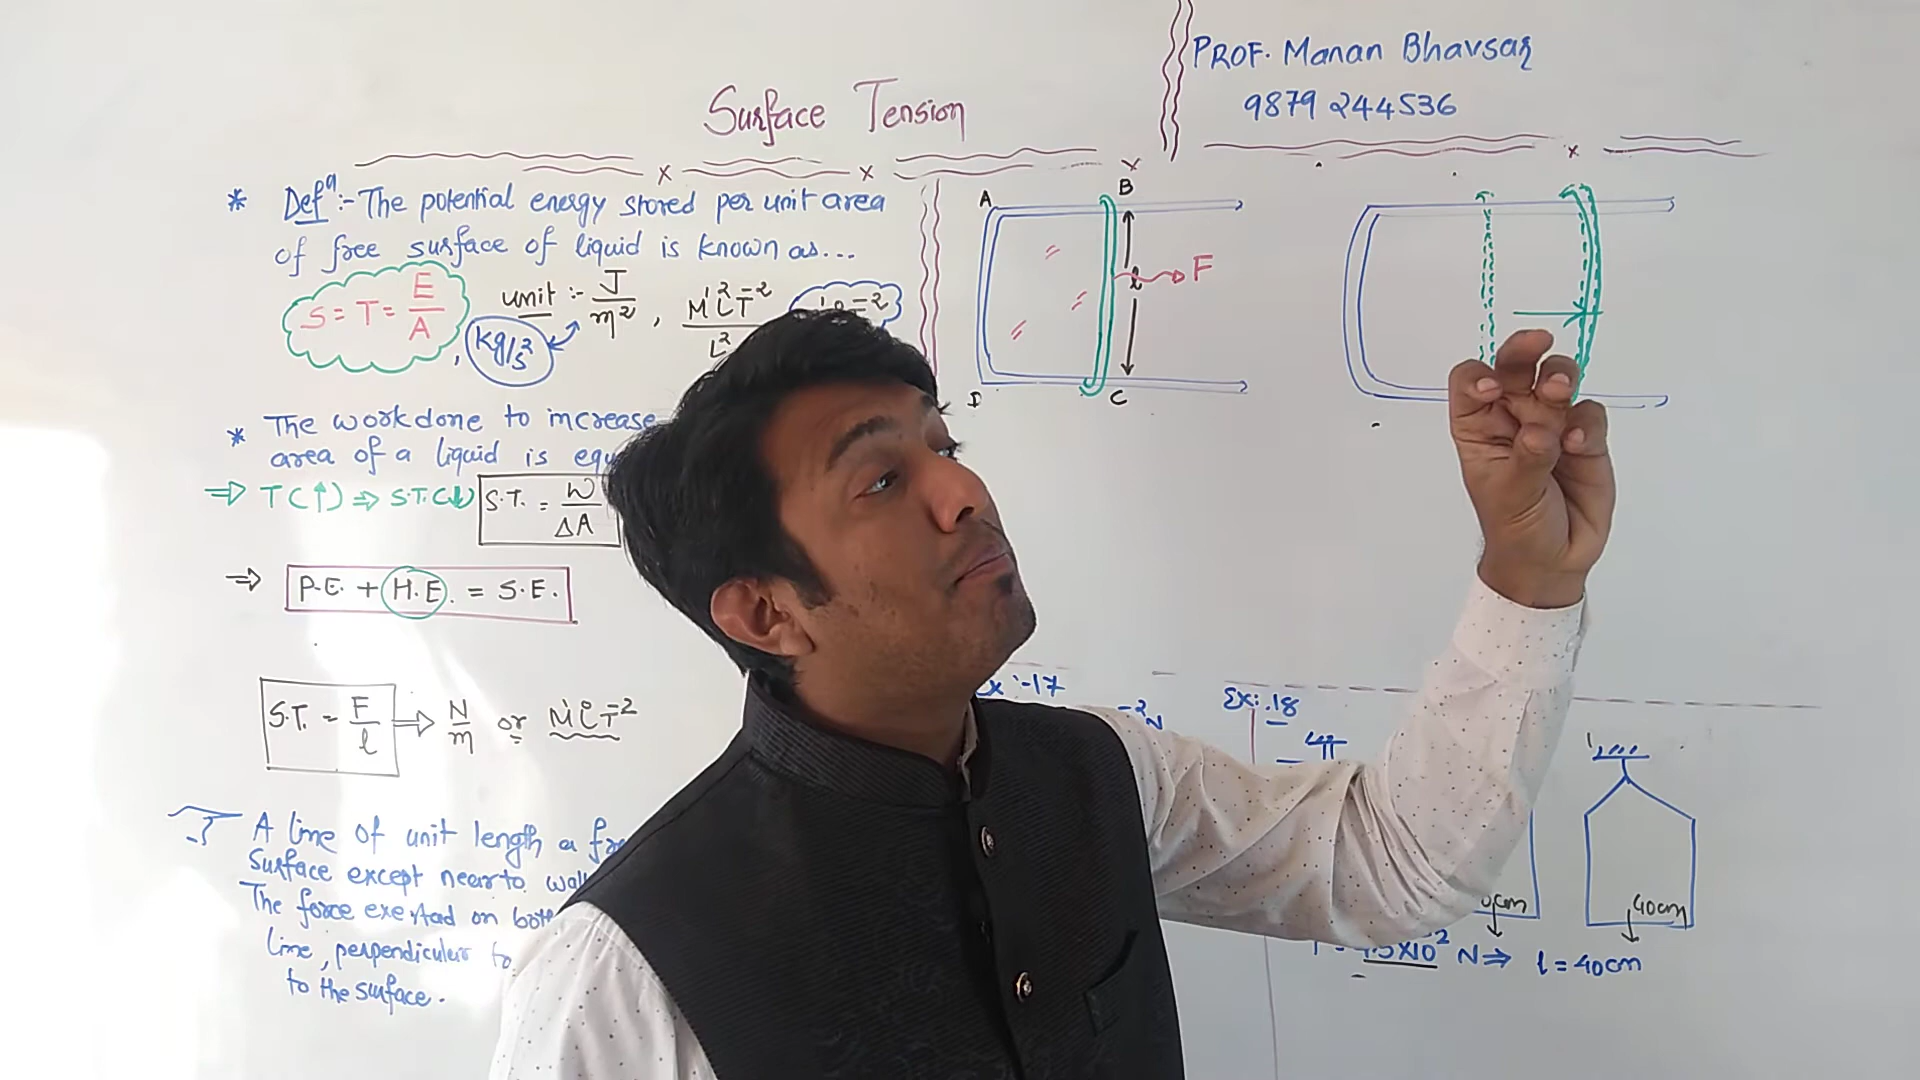 Surface Tension
PROF. Manan Bhavsar
9879 244536
* Defⁿ :- The potential energy stored per unit area
of free surface of liquid is known as...
S = T = E/A
unit :- J/m², M¹L²T⁻²/L²
, kg/s²
* The workdone to increase
area of a liquid is
⇒ T(↑) ⇒ S.T.(↓) S.T. = W/ΔA
⇒ P.E. + H.E. = S.E.
S.T. = F/l ⇒ N/m or M¹L⁰T⁻²
A line of unit length a
surface except near to
The force exerted on
line, perpendicular to
to the surface.
A B
l F
D C
Ex :-17
Ex: 18
40cm
N ⇒ l = 40cm